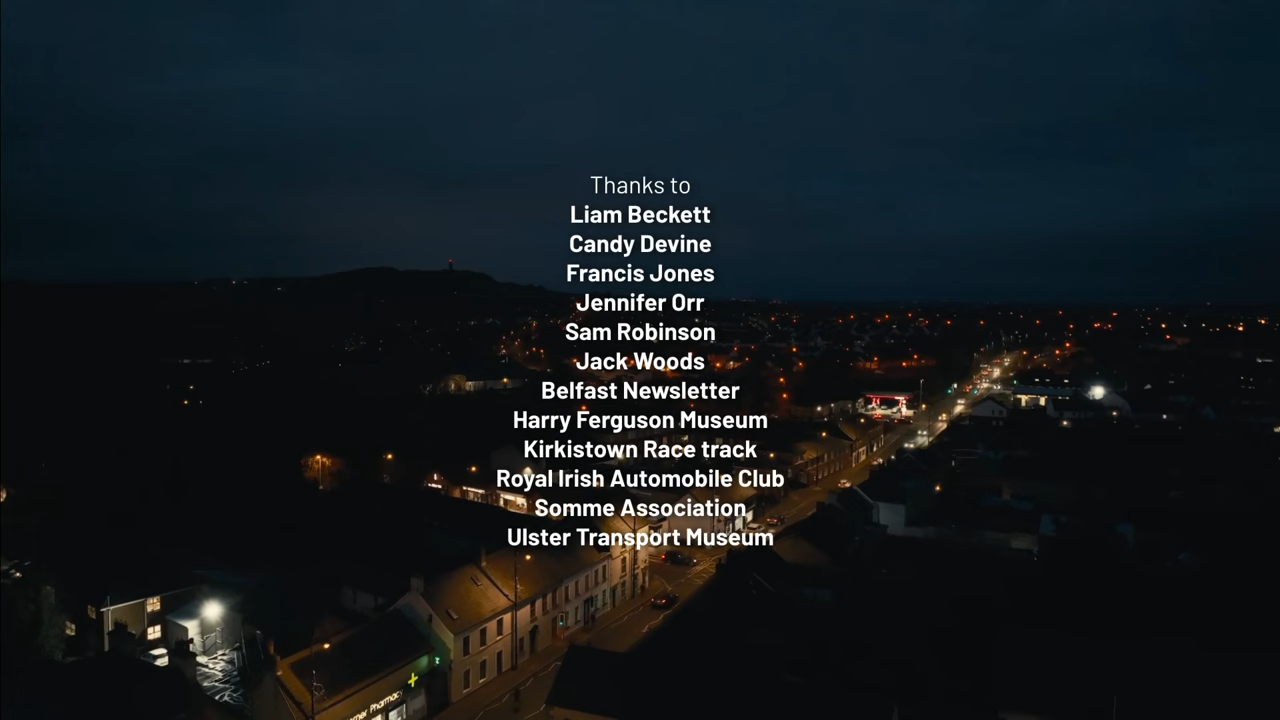 Thanks to
Liam Beckett
Candy Devine
Francis Jones
Jennifer Orr
Sam Robinson
Jack Woods
Belfast Newsletter
Harry Ferguson Museum
Kirkistown Race track
Royal Irish Automobile Club
Somme Association
Ulster Transport Museum
Pharmacy